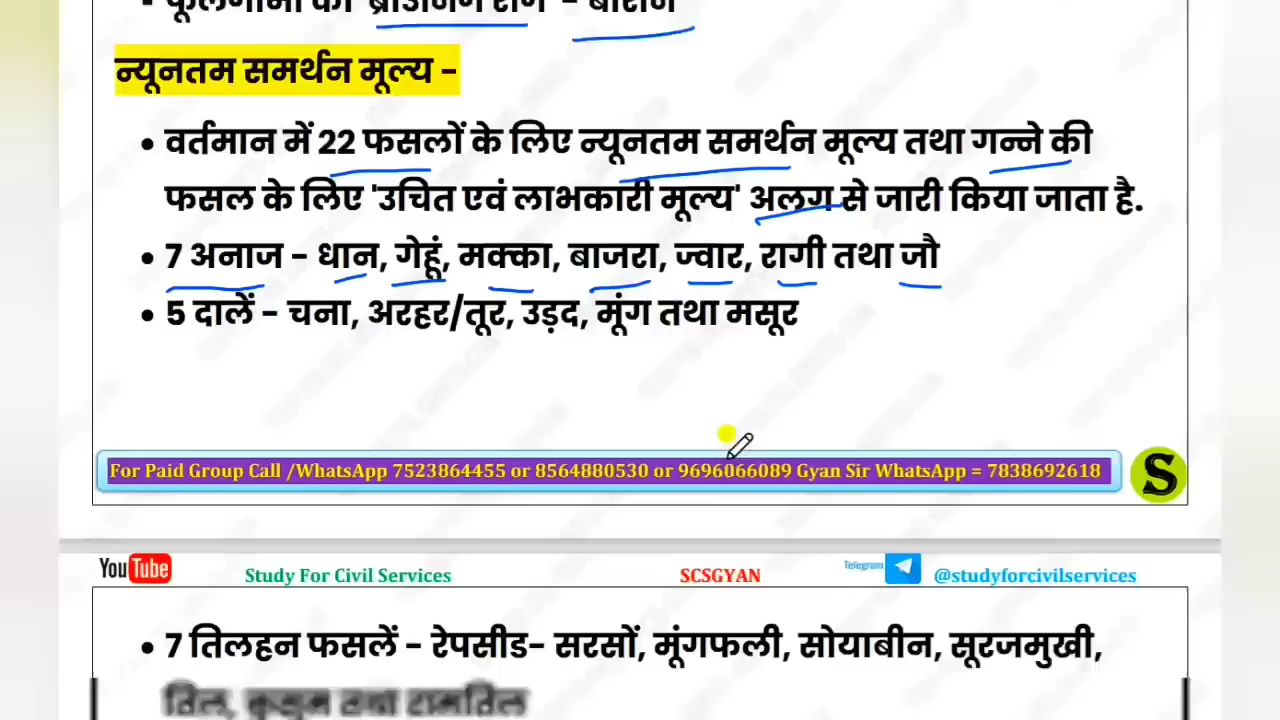 न्यूनतम समर्थन मूल्य -
• वर्तमान में 22 फसलों के लिए न्यूनतम समर्थन मूल्य तथा गन्ने की
फसल के लिए 'उचित एवं लाभकारी मूल्य' अलग से जारी किया जाता है.
• 7 अनाज - धान, गेहूं, मक्का, बाजरा, ज्वार, रागी तथा जौ
• 5 दालें - चना, अरहर/तूर, उड़द, मूंग तथा मसूर
For Paid Group Call /WhatsApp 7523864455 or 8564880530 or 9696066089 Gyan Sir WhatsApp = 7838692618
S
YouTube Study For Civil Services SCSGYAN Telegram @studyforcivilservices
• 7 तिलहन फसलें - रेपसीड- सरसों, मूंगफली, सोयाबीन, सूरजमुखी,
तिल, कुसुम तथा रामतिल